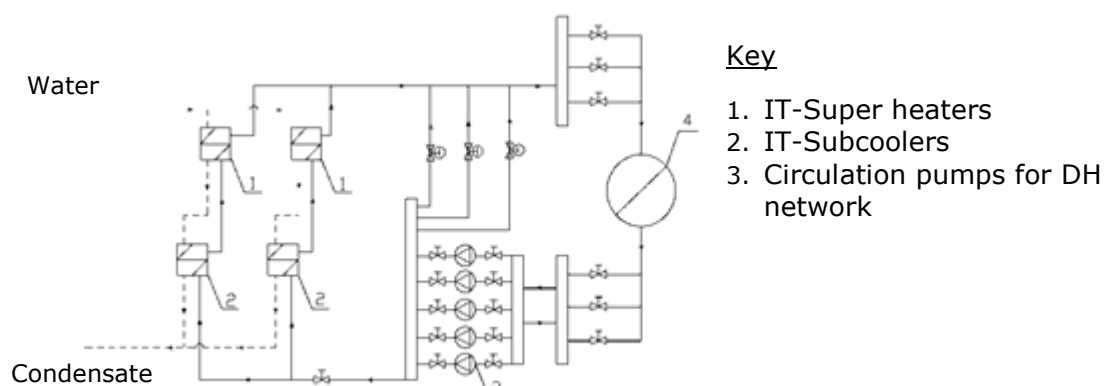 Water
Key
1. IT-Super heaters
2. IT-Subcoolers
3. Circulation pumps for DH
network
4
1
1
2
2
Condensate